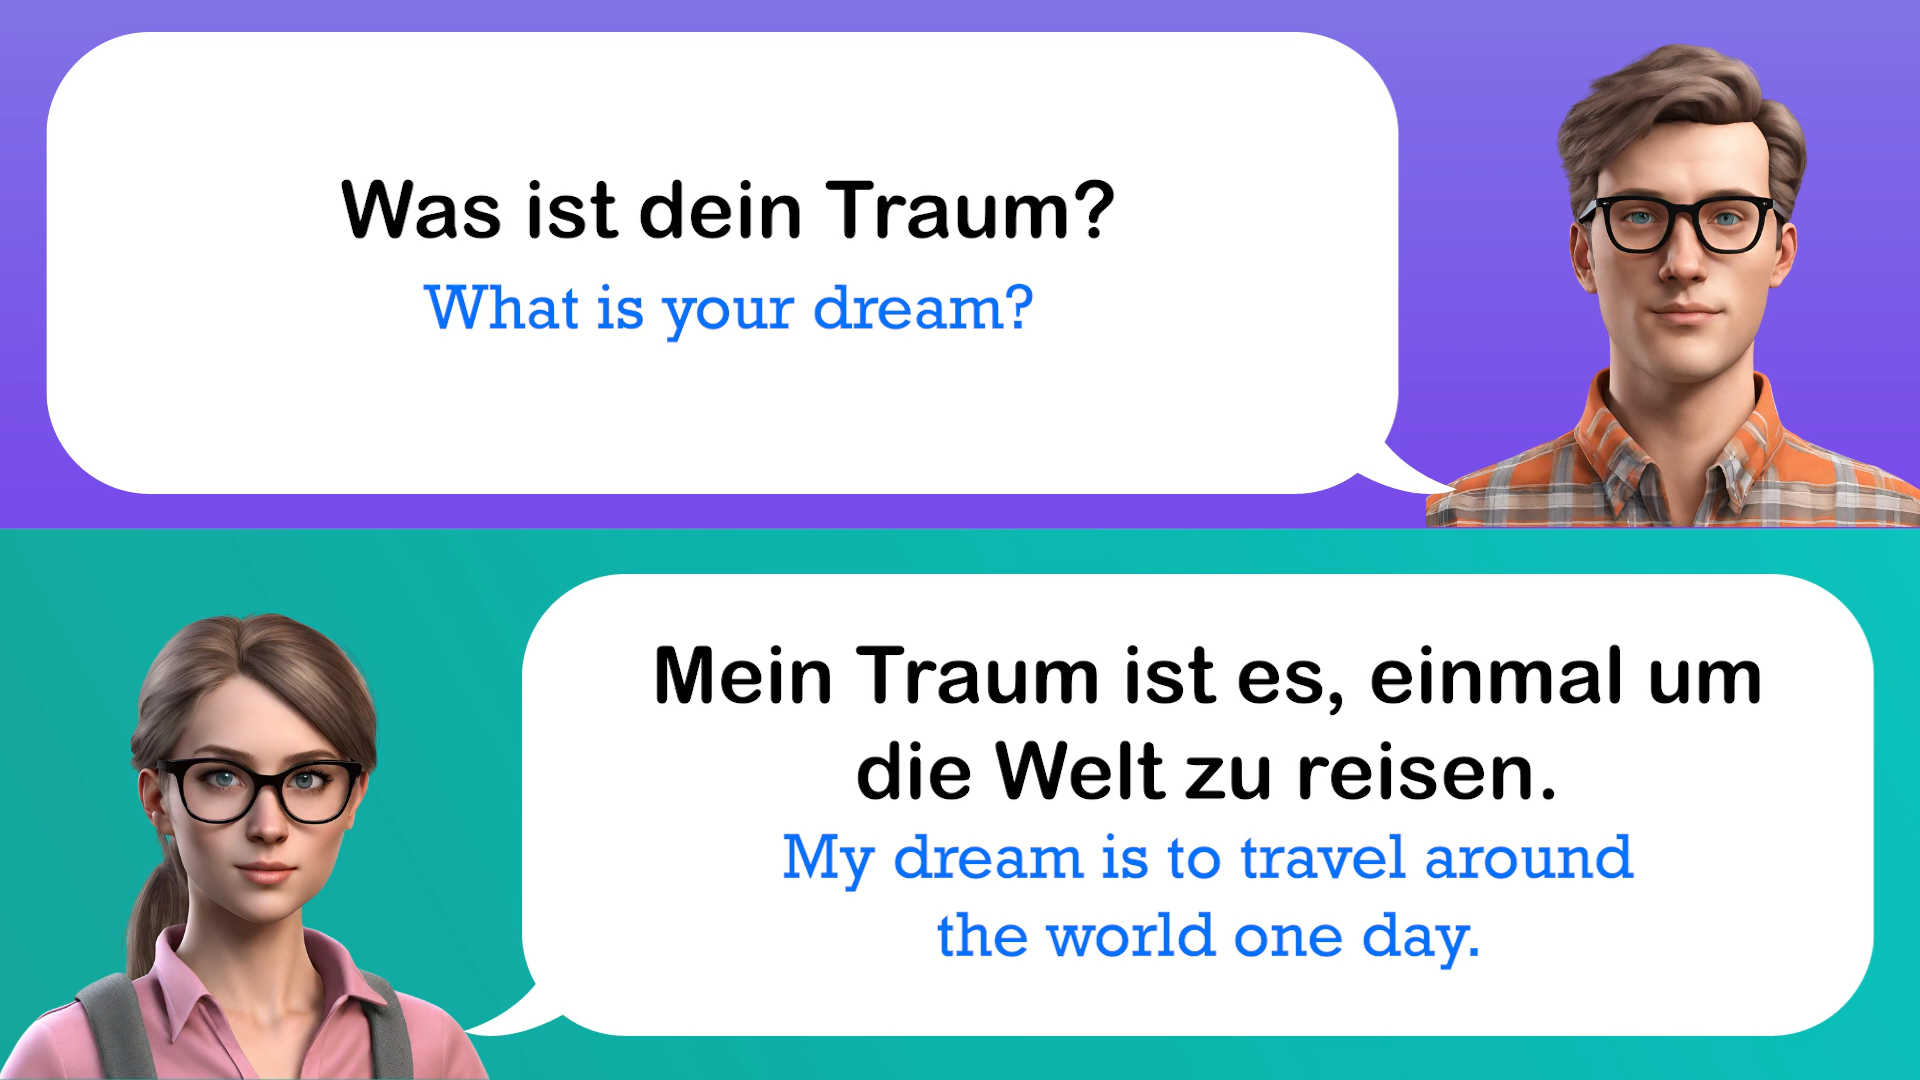 Was ist dein Traum?
What is your dream?
Mein Traum ist es, einmal um
die Welt zu reisen.
My dream is to travel around
the world one day.